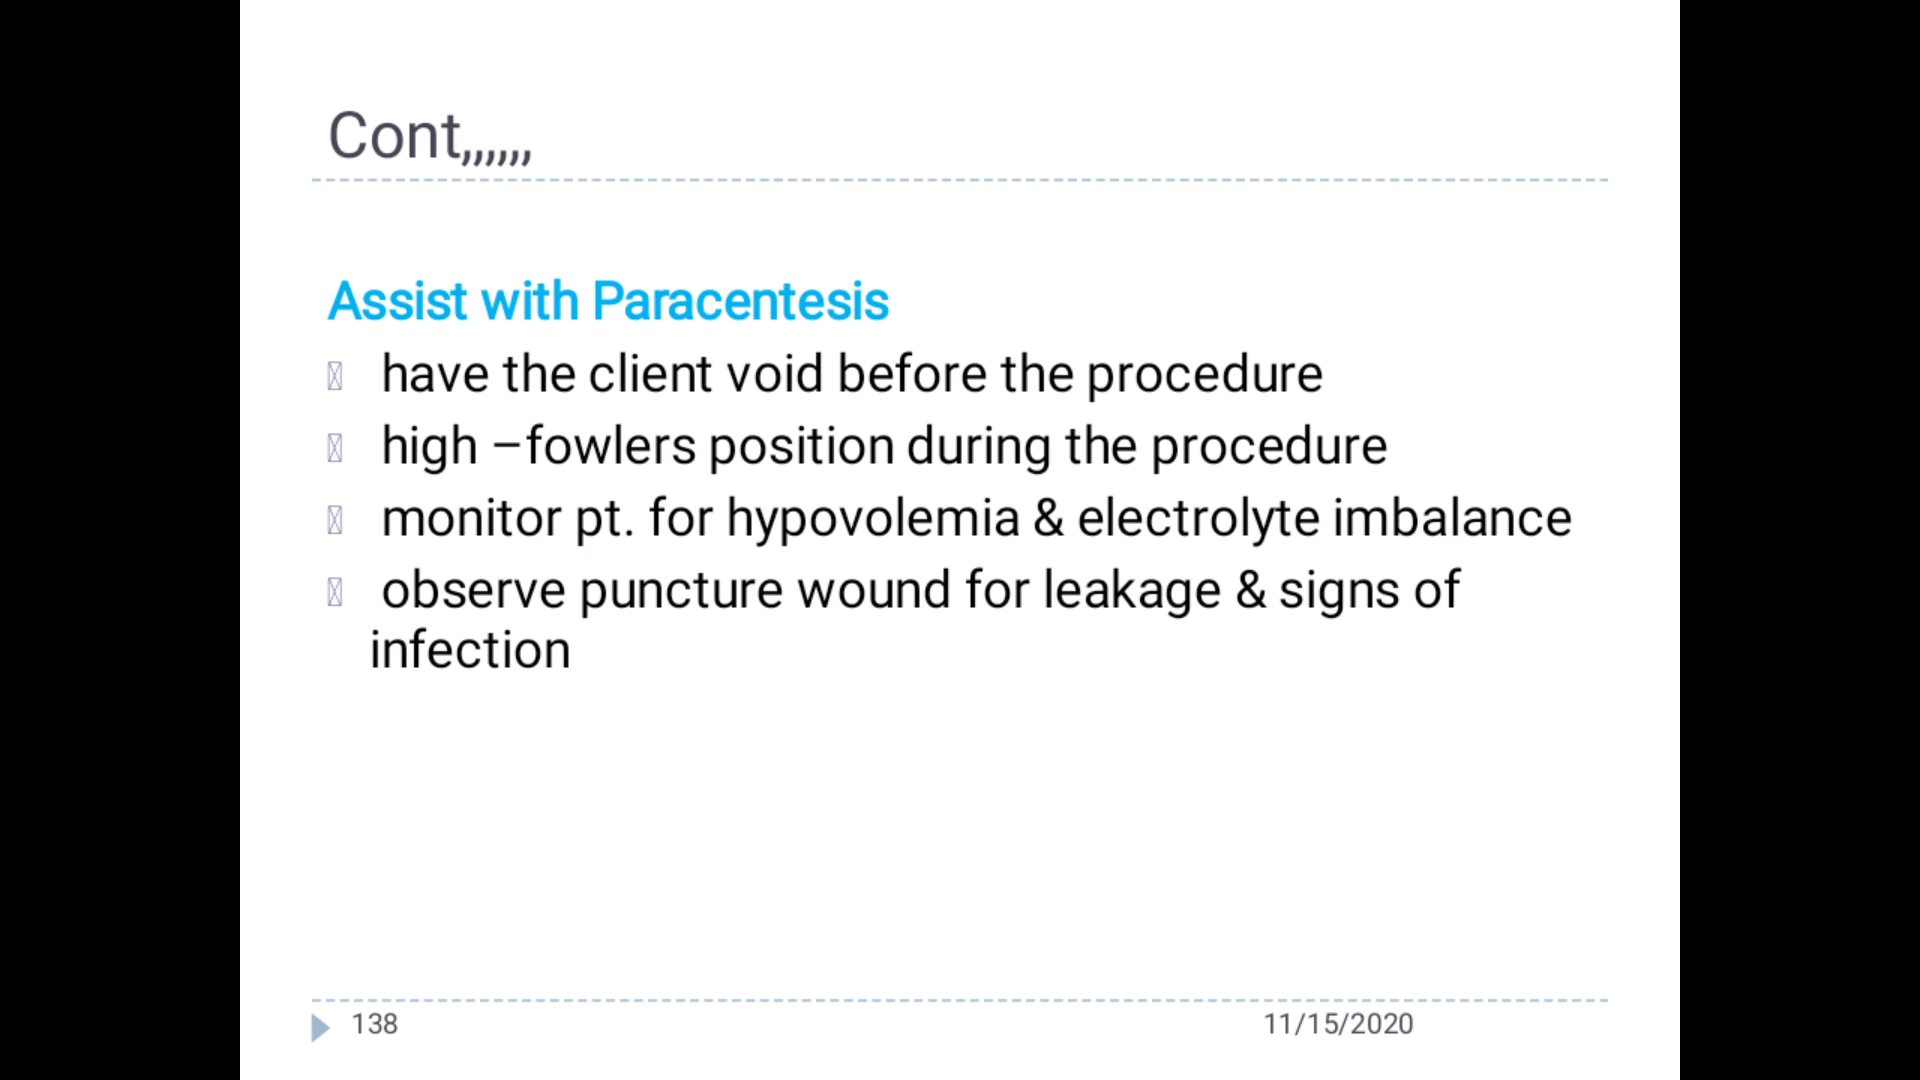 Cont,,,,,,
Assist with Paracentesis
have the client void before the procedure
high –fowlers position during the procedure
monitor pt. for hypovolemia & electrolyte imbalance
observe puncture wound for leakage & signs of
infection
138
11/15/2020